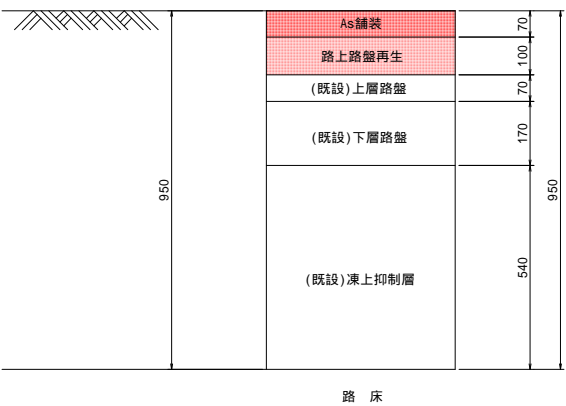 As舗装
70
路上路盤再生
100
(既設)上層路盤
70
(既設)下層路盤
170
950
950
(既設)凍上抑制層
540
路 床